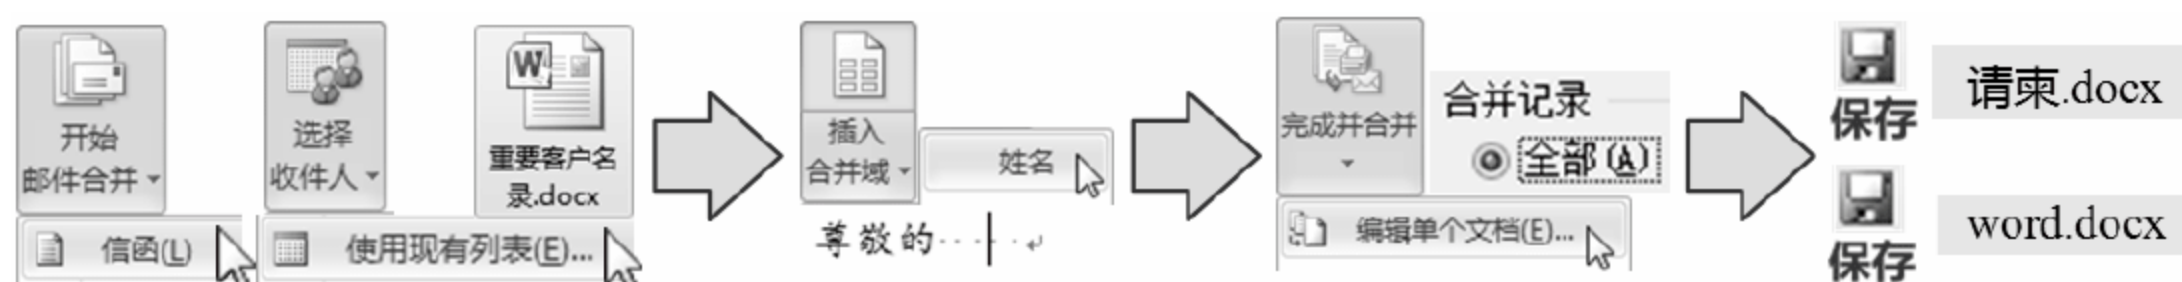 开始
邮件合并
信函(L)
选择
收件人
使用现有列表(E)...
W
重要客户名
录.docx
插入
合并域
姓名
尊敬的
完成并合并
编辑单个文档(E)...
合并记录
全部(A)
保存
请柬.docx
保存
word.docx